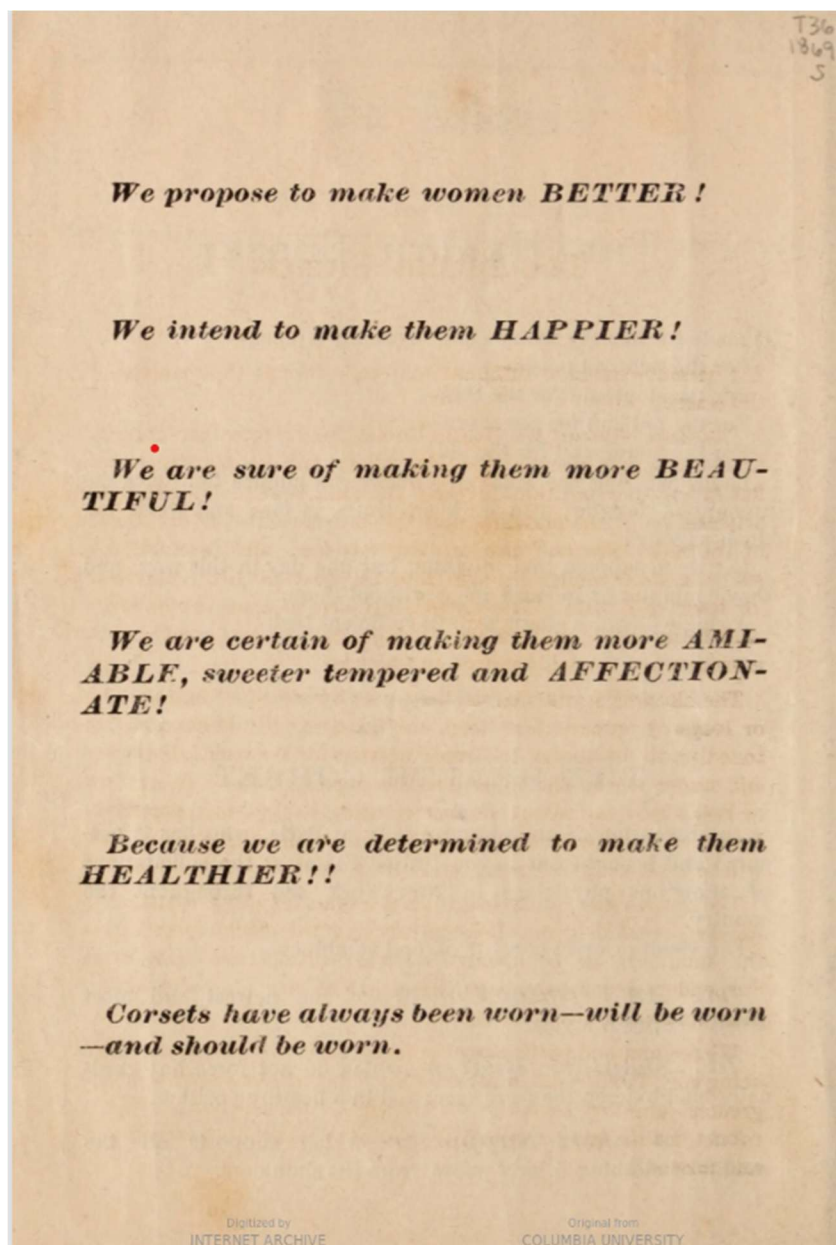 T36
1869
S
We propose to make women BETTER!
We intend to make them HAPPIER!
We are sure of making them more BEAU-
TIFUL!
We are certain of making them more AMI-
ABLE, sweeter tempered and AFFECTION-
ATE!
Because we are determined to make them
HEALTHIER!!
Corsets have always been worn—will be worn
—and should be worn.
Digitized by
INTERNET ARCHIVE
Original from
COLUMBIA UNIVERSITY